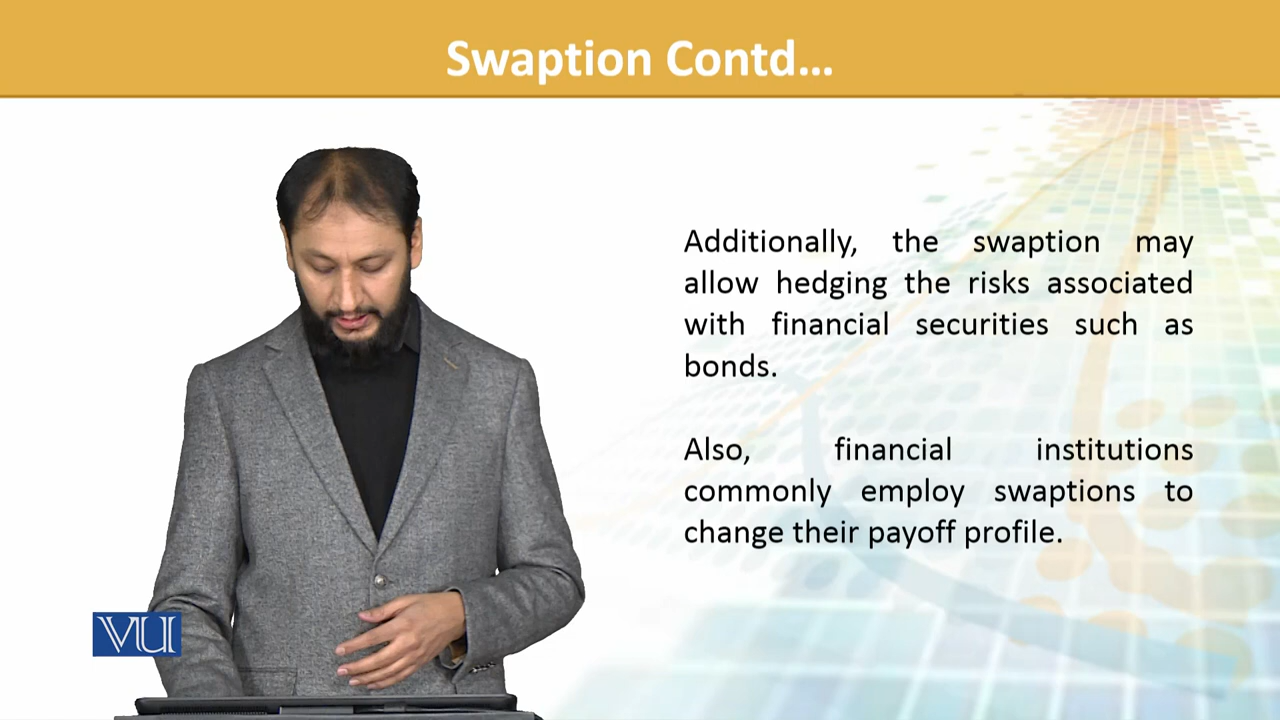 Swaption Contd...
Additionally, the swaption may
allow hedging the risks associated
with financial securities such as
bonds.
Also, financial institutions
commonly employ swaptions to
change their payoff profile.
VU